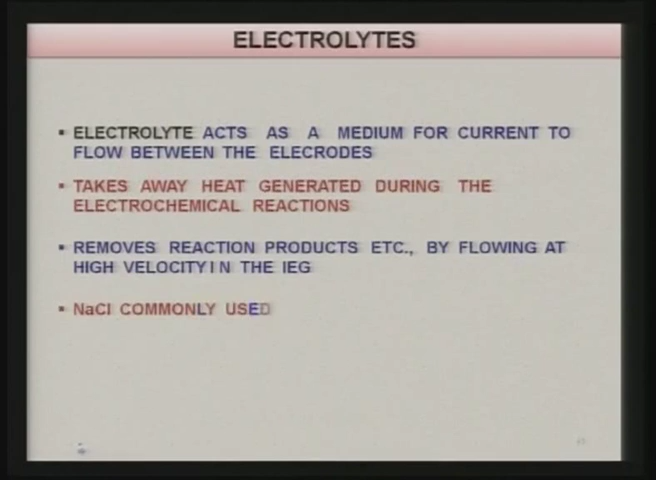 ELECTROLYTES
▪ ELECTROLYTE ACTS AS A MEDIUM FOR CURRENT TO
FLOW BETWEEN THE ELECRODES
▪ TAKES AWAY HEAT GENERATED DURING THE
ELECTROCHEMICAL REACTIONS
▪ REMOVES REACTION PRODUCTS ETC., BY FLOWING AT
HIGH VELOCITY IN THE IEG
▪ NaCl COMMONLY USED